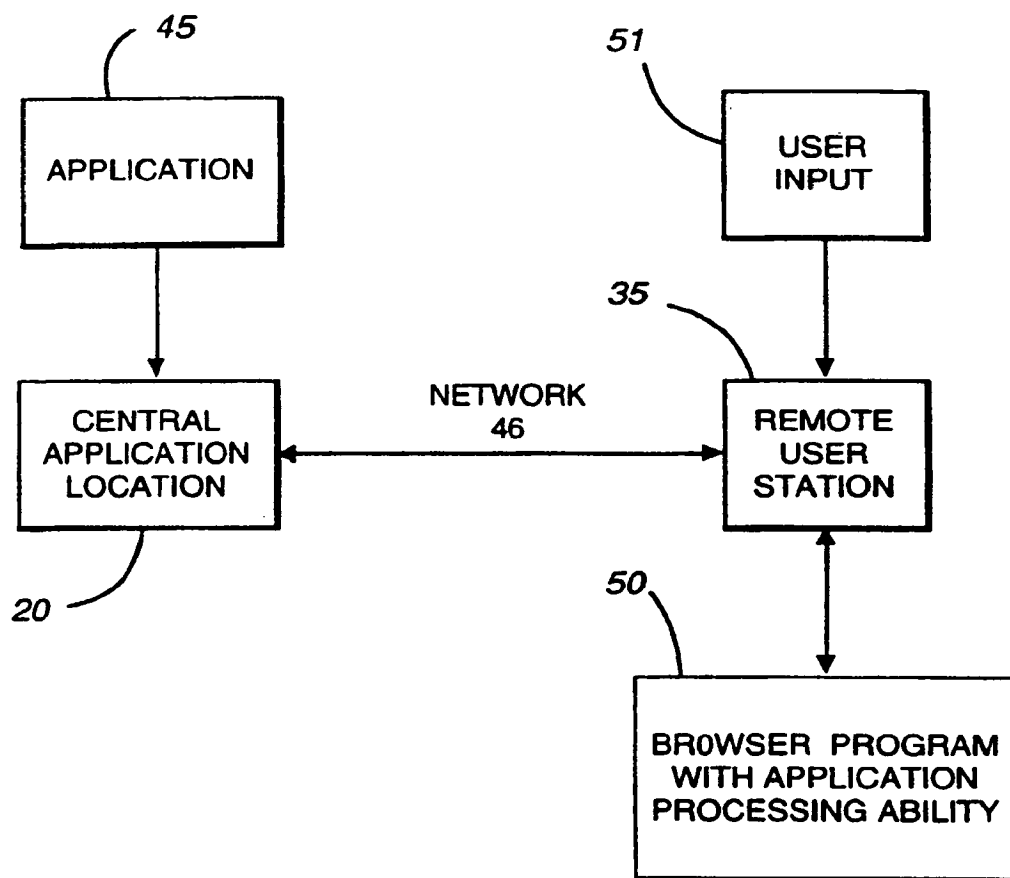 45
51
APPLICATION
USER
INPUT
35
CENTRAL
APPLICATION
LOCATION
NETWORK
46
REMOTE
USER
STATION
20
50
BR0WSER PROGRAM
WITH APPLICATION
PROCESSING ABILITY